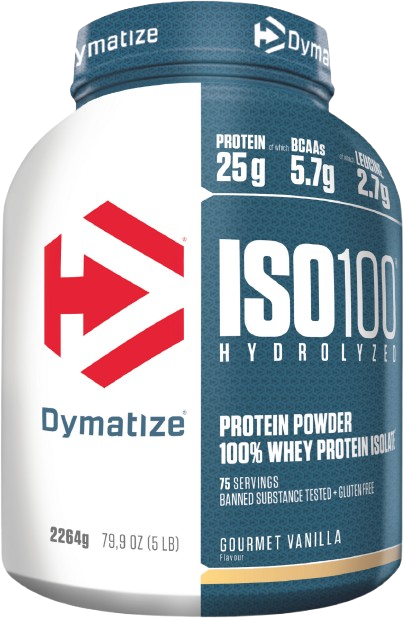 ymatize
Dymatize
PROTEIN of which BCAAs of which LEUCINE
25g 5.7g 2.7g
ISO100
HYDROLYZED
Dymatize®
PROTEIN POWDER
100% WHEY PROTEIN ISOLATE
75 SERVINGS
BANNED SUBSTANCE TESTED + GLUTEN FREE
2264g 79,9 OZ (5 LB)
GOURMET VANILLA
Flavour